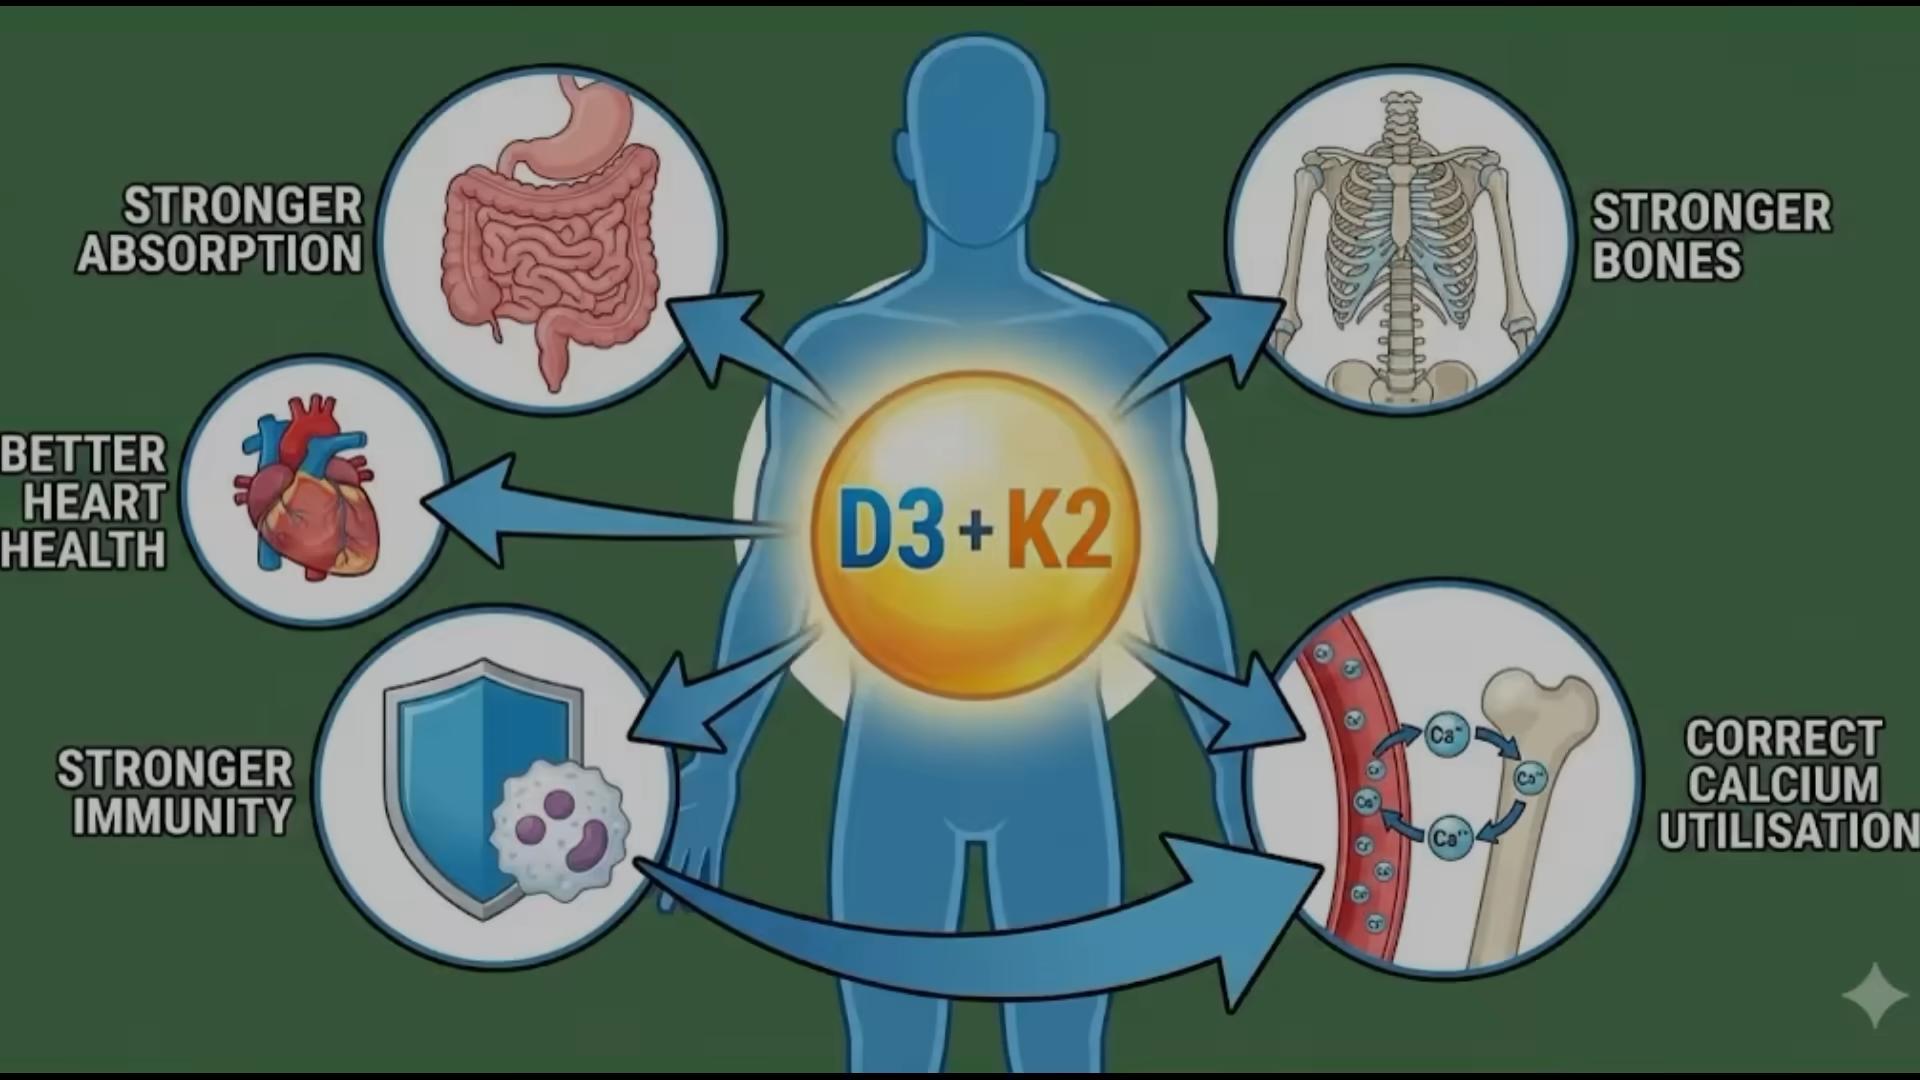 STRONGER
ABSORPTION
STRONGER
BONES
BETTER
HEART
HEALTH
D3 + K2
STRONGER
IMMUNITY
CORRECT
CALCIUM
UTILISATION